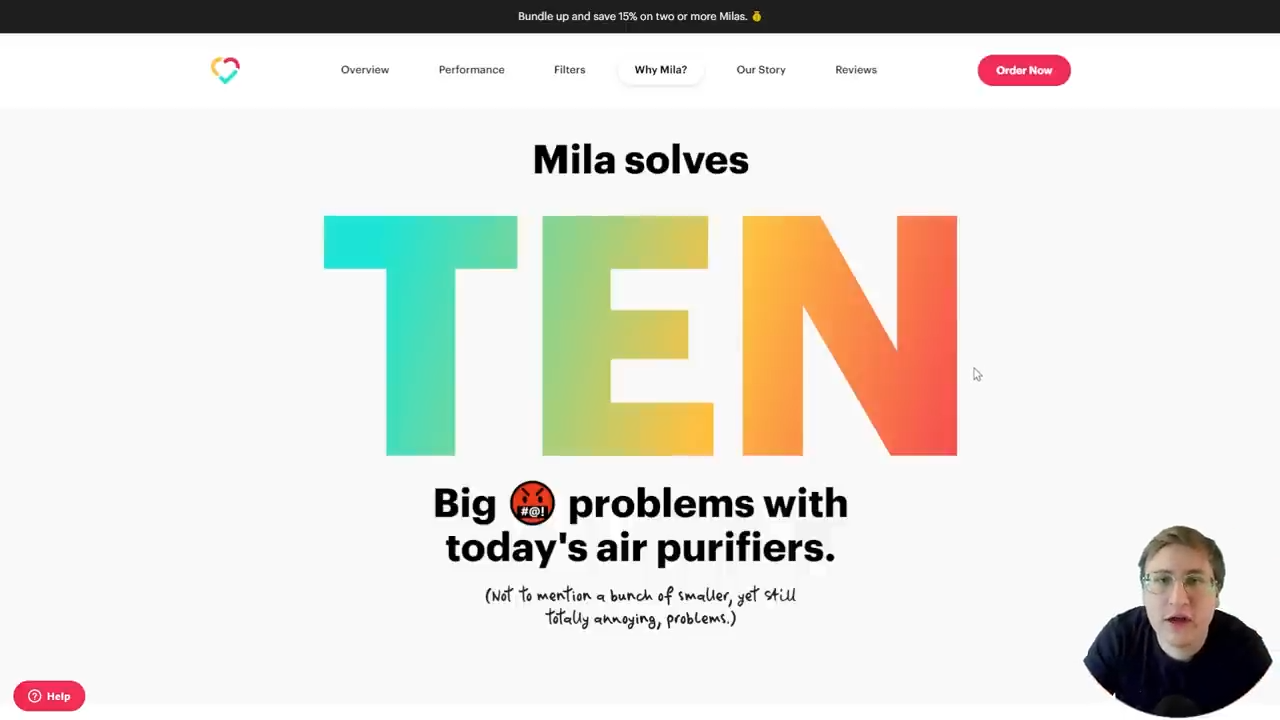 Bundle up and save 15% on two or more Milas. 🥇
Overview
Performance
Filters
Why Mila?
Our Story
Reviews
Order Now
Mila solves
TEN
Big 🤬 problems with
today's air purifiers.
(Not to mention a bunch of smaller, yet still
totally annoying, problems.)
Help